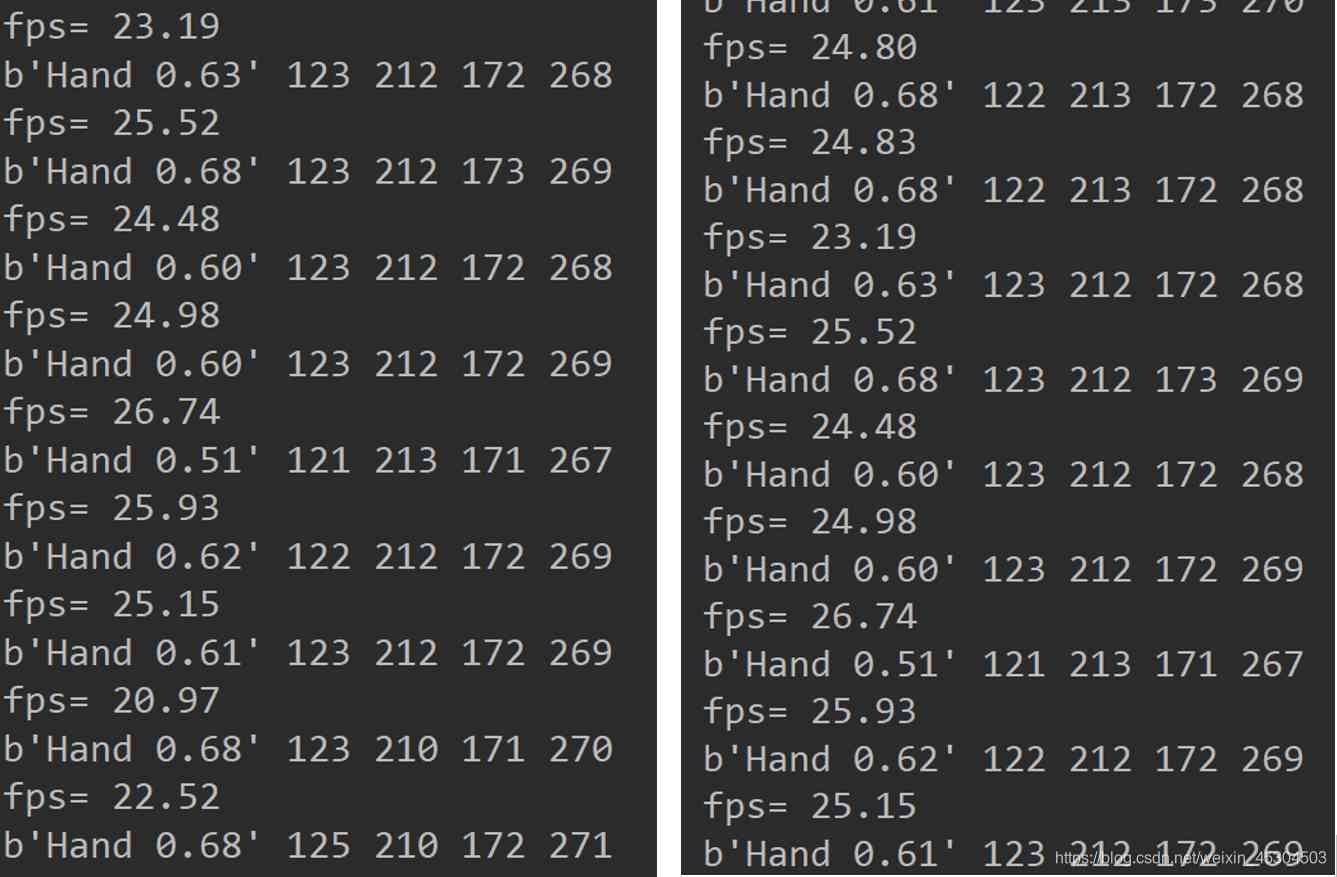 fps= 23.19
b'Hand 0.63' 123 212 172 268
fps= 25.52
b'Hand 0.68' 123 212 173 269
fps= 24.48
b'Hand 0.60' 123 212 172 268
fps= 24.98
b'Hand 0.60' 123 212 172 269
fps= 26.74
b'Hand 0.51' 121 213 171 267
fps= 25.93
b'Hand 0.62' 122 212 172 269
fps= 25.15
b'Hand 0.61' 123 212 172 269
fps= 20.97
b'Hand 0.68' 123 210 171 270
fps= 22.52
b'Hand 0.68' 125 210 172 271
b'Hand 0.61' 123 213 173 270
fps= 24.80
b'Hand 0.68' 122 213 172 268
fps= 24.83
b'Hand 0.68' 122 213 172 268
fps= 23.19
b'Hand 0.63' 123 212 172 268
fps= 25.52
b'Hand 0.68' 123 212 173 269
fps= 24.48
b'Hand 0.60' 123 212 172 268
fps= 24.98
b'Hand 0.60' 123 212 172 269
fps= 26.74
b'Hand 0.51' 121 213 171 267
fps= 25.93
b'Hand 0.62' 122 212 172 269
fps= 25.15
b'Hand 0.61' 123 212 172 269
https://blog.csdn.net/weixin_45304503